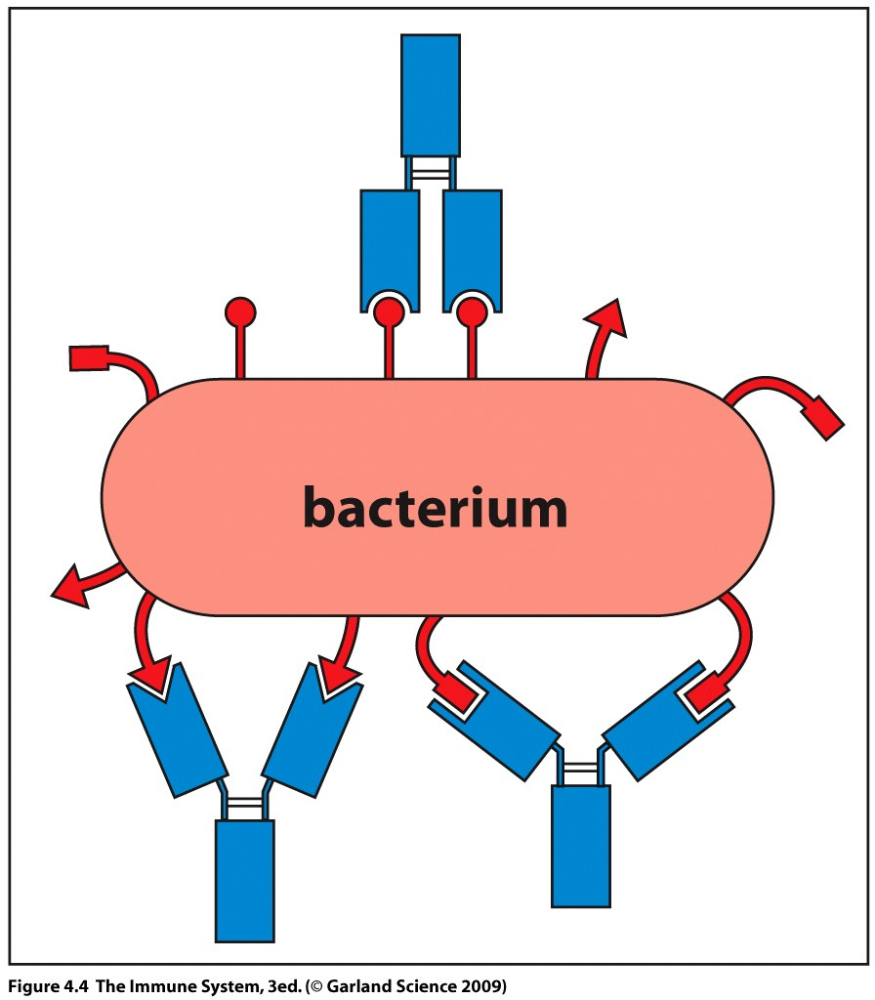 bacterium
Figure 4.4 The Immune System, 3ed. (© Garland Science 2009)